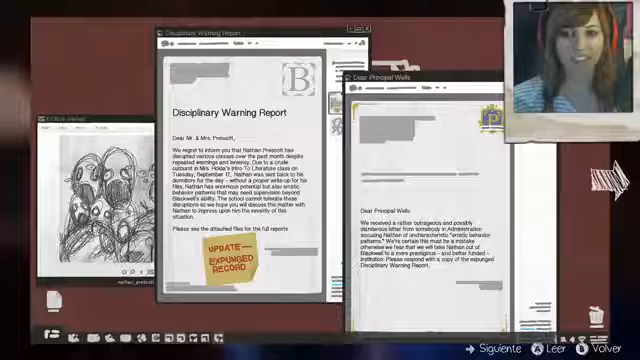 Disciplinary Warning Report
Dear Principal Wells
B
P
Disciplinary Warning Report
Dear Mr. & Mrs. Prescott,
We regret to inform you that Nathan Prescott has
disrupted various classes over the past month despite
repeated warnings and leniency. Due to a crude
outburst in Mrs. Hoida's Intro To Literature class on
Tuesday, September 17, Nathan was sent back to his
dormitory for the day - without a proper write-up for his
files. Nathan has enormous potential but also erratic
behavior patterns that may need supervision beyond
Blackwell's ability. The school cannot tolerate these
disruptions so we hope you will discuss this matter with
Nathan to impress upon him the severity of this
situation.
Please see the attached files for the full reports
UPDATE —
EXPUNGED
RECORD
Dear Principal Wells
We received a rather outrageous and possibly
slanderous letter from somebody in Administration
accusing Nathan of uncharacteristic "erratic behavior
patterns." We're certain this must be a mistake
otherwise we fear that we will take Nathan out of
Blackwell to a more prestigious - and better funded -
institution. Please respond with a copy of the expunged
Disciplinary Warning Report.
Siguiente
A Leer
B Volver